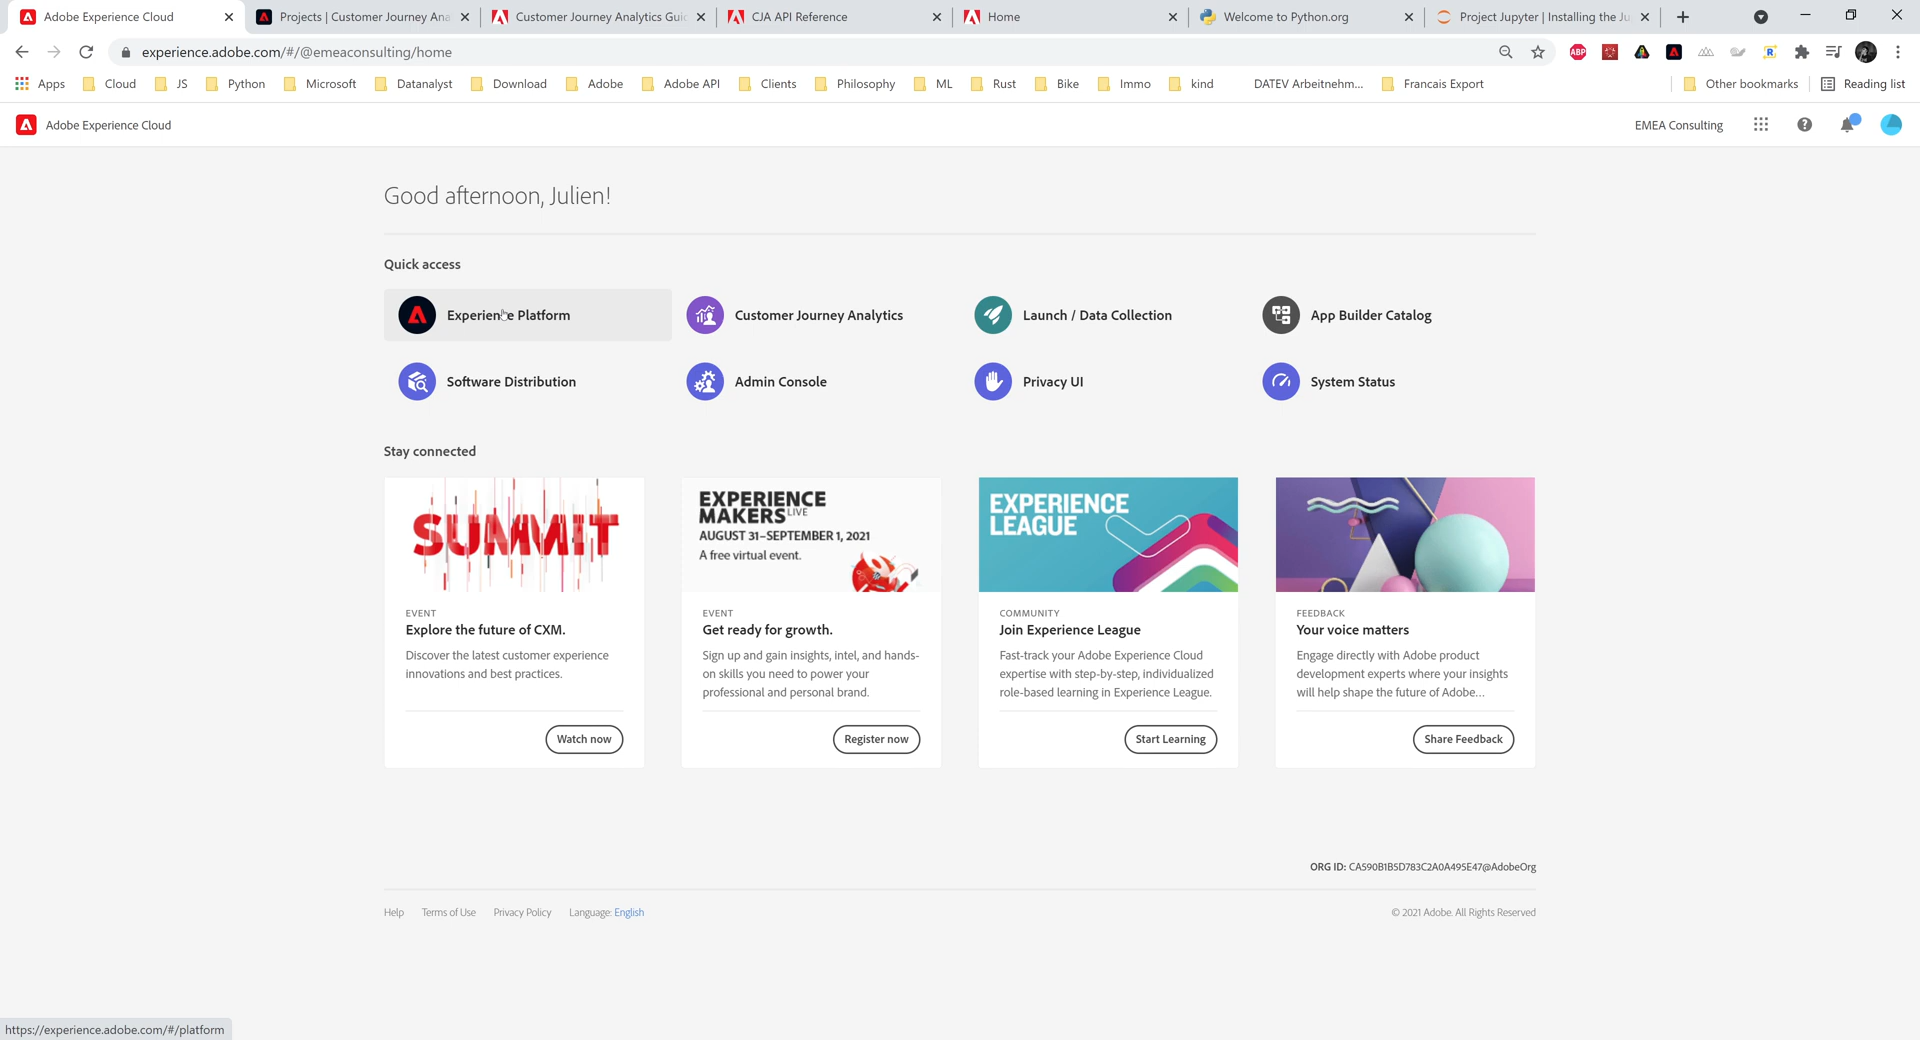 Adobe Experience Cloud
Projects | Customer Journey Ana
Customer Journey Analytics Guid
CJA API Reference
Home
Welcome to Python.org
Project Jupyter | Installing the Ju
experience.adobe.com/#/@emeaconsulting/home
ABP
Apps
Cloud
JS
Python
Microsoft
Datanalyst
Download
Adobe
Adobe API
Clients
Philosophy
ML
Rust
Bike
Immo
kind
DATEV Arbeitnehm...
Francais Export
Other bookmarks
Reading list
Adobe Experience Cloud
EMEA Consulting
Good afternoon, Julien!
Quick access
Experience Platform
Customer Journey Analytics
Launch / Data Collection
App Builder Catalog
Software Distribution
Admin Console
Privacy UI
System Status
Stay connected
SUMMIT
EVENT
Explore the future of CXM.
Discover the latest customer experience
innovations and best practices.
Watch now
EXPERIENCE
MAKERS LIVE
AUGUST 31–SEPTEMBER 1, 2021
A free virtual event.
EVENT
Get ready for growth.
Sign up and gain insights, intel, and hands-
on skills you need to power your
professional and personal brand.
Register now
EXPERIENCE
LEAGUE
COMMUNITY
Join Experience League
Fast-track your Adobe Experience Cloud
expertise with step-by-step, individualized
role-based learning in Experience League.
Start Learning
FEEDBACK
Your voice matters
Engage directly with Adobe product
development experts where your insights
will help shape the future of Adobe...
Share Feedback
ORG ID: CA590B1B5D783C2A0A495E47@AdobeOrg
Help
Terms of Use
Privacy Policy
Language: English
© 2021 Adobe. All Rights Reserved
https://experience.adobe.com/#/platform